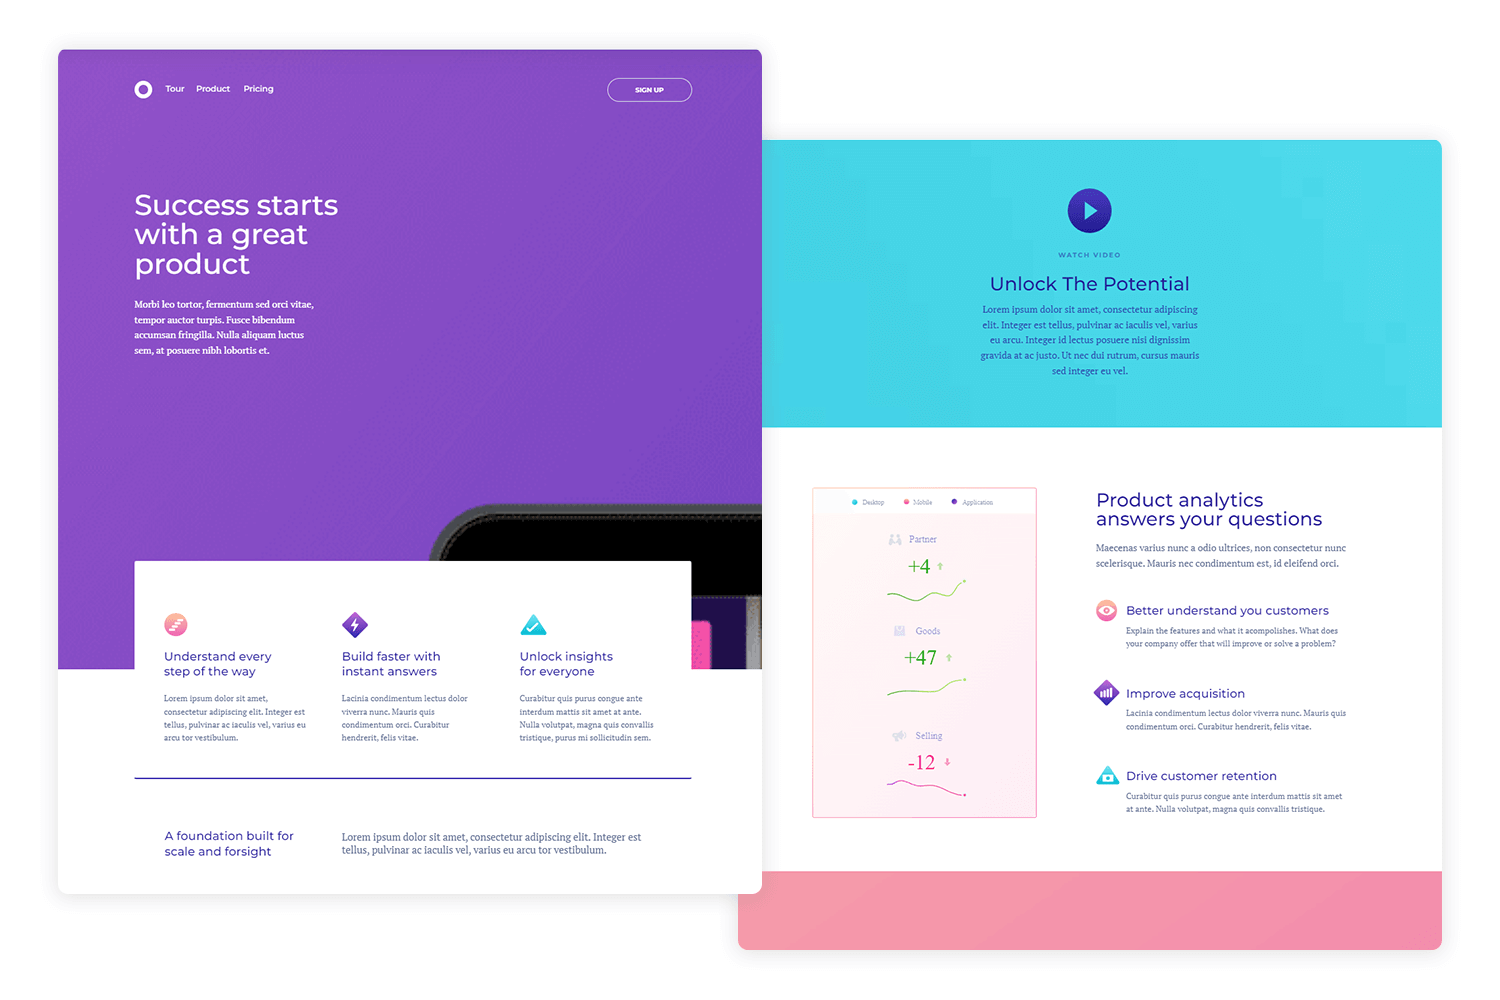 Tour Product Pricing
SIGN UP
Success starts
with a great
product
Morbi leo tortor, fermentum sed orci vitae,
tempor auctor turpis. Fusce bibendum
accumsan fringilla. Nulla aliquam luctus
sem, at posuere nibh lobortis et.
Understand every
step of the way
Lorem ipsum dolor sit amet,
consectetur adipiscing elit. Integer est
tellus, pulvinar ac iaculis vel, varius eu
arcu tor vestibulum.
Build faster with
instant answers
Lacinia condimentum lectus dolor
viverra nunc. Mauris quis
condimentum orci. Curabitur
hendrerit, felis vitae.
Unlock insights
for everyone
Curabitur quis purus congue ante
interdum mattis sit amet ante.
Nulla volutpat, magna quis convallis
tristique, purus mi sollicitudin sem.
A foundation built for
scale and forsight
Lorem ipsum dolor sit amet, consectetur adipiscing elit. Integer est
tellus, pulvinar ac iaculis vel, varius eu arcu tor vestibulum.
WATCH VIDEO
Unlock The Potential
Lorem ipsum dolor sit amet, consectetur adipiscing
elit. Integer est tellus, pulvinar ac iaculis vel, varius
eu arcu. Integer id lectus posuere nisi dignissim
gravida at ac justo. Ut nec dui rutrum, cursus mauris
sed integer eu vel.
Desktop Mobile Application
Partner
+4
Goods
+47
Selling
-12
Product analytics
answers your questions
Maecenas varius nunc a odio ultrices, non consectetur nunc
scelerisque. Mauris nec condimentum est, id eleifend orci.
Better understand you customers
Explain the features and what it acompolishes. What does
your company offer that will improve or solve a problem?
Improve acquisition
Lacinia condimentum lectus dolor viverra nunc. Mauris quis
condimentum orci. Curabitur hendrerit, felis vitae.
Drive customer retention
Curabitur quis purus congue ante interdum mattis sit amet
at ante. Nulla volutpat, magna quis convallis tristique.